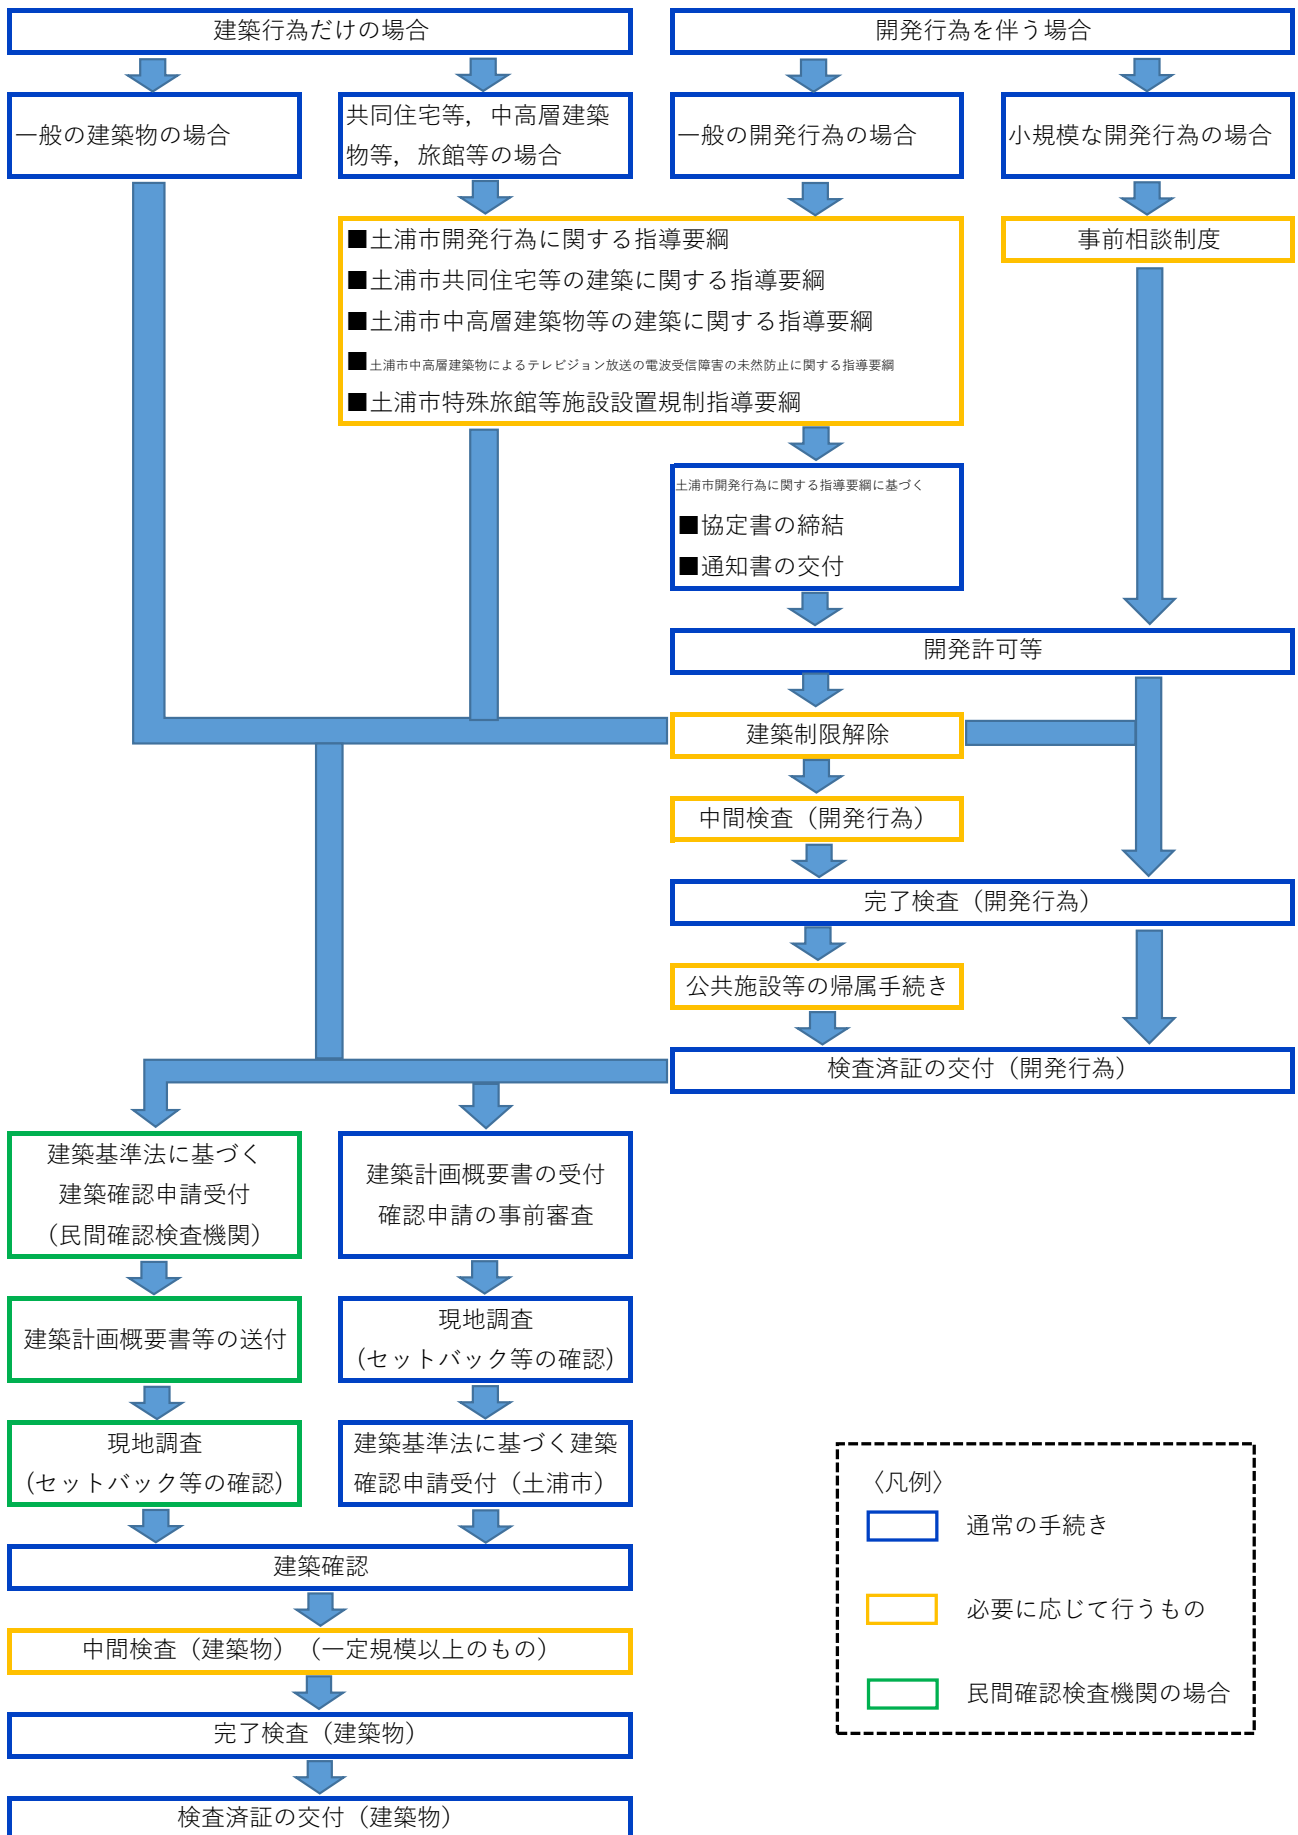 建築行為だけの場合
開発行為を伴う場合
一般の建築物の場合
共同住宅等，中高層建築
物等，旅館等の場合
一般の開発行為の場合
小規模な開発行為の場合
■土浦市開発行為に関する指導要綱
■土浦市共同住宅等の建築に関する指導要綱
■土浦市中高層建築物等の建築に関する指導要綱
■土浦市中高層建築物によるテレビジョン放送の電波受信障害の未然防止に関する指導要綱
■土浦市特殊旅館等施設設置規制指導要綱
事前相談制度
土浦市開発行為に関する指導要綱に基づく
■協定書の締結
■通知書の交付
開発許可等
建築制限解除
中間検査（開発行為）
完了検査（開発行為）
公共施設等の帰属手続き
検査済証の交付（開発行為）
建築基準法に基づく
建築確認申請受付
（民間確認検査機関）
建築計画概要書の受付
確認申請の事前審査
建築計画概要書等の送付
現地調査
（セットバック等の確認）
現地調査
（セットバック等の確認）
建築基準法に基づく建築
確認申請受付（土浦市）
建築確認
中間検査（建築物）（一定規模以上のもの）
完了検査（建築物）
検査済証の交付（建築物）
〈凡例〉
通常の手続き
必要に応じて行うもの
民間確認検査機関の場合